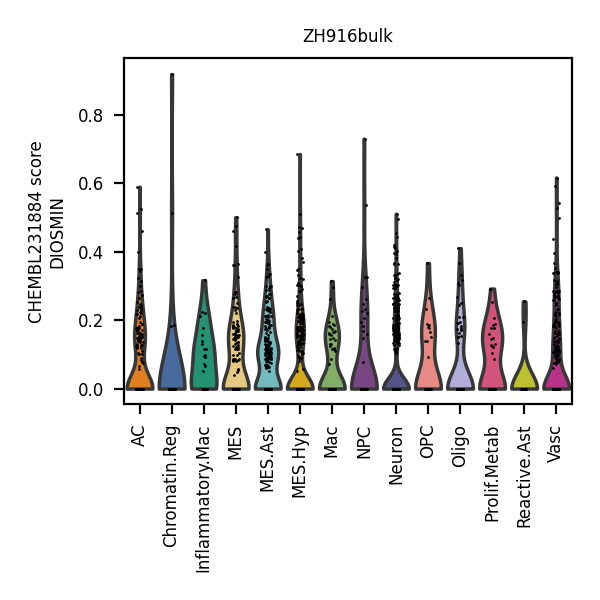 ZH916bulk
CHEMBL231884 score
DIOSMIN
0.8
0.6
0.4
0.2
0.0
AC
Chromatin.Reg
Inflammatory.Mac
MES
MES.Ast
MES.Hyp
Mac
NPC
Neuron
OPC
Oligo
Prolif.Metab
Reactive.Ast
Vasc